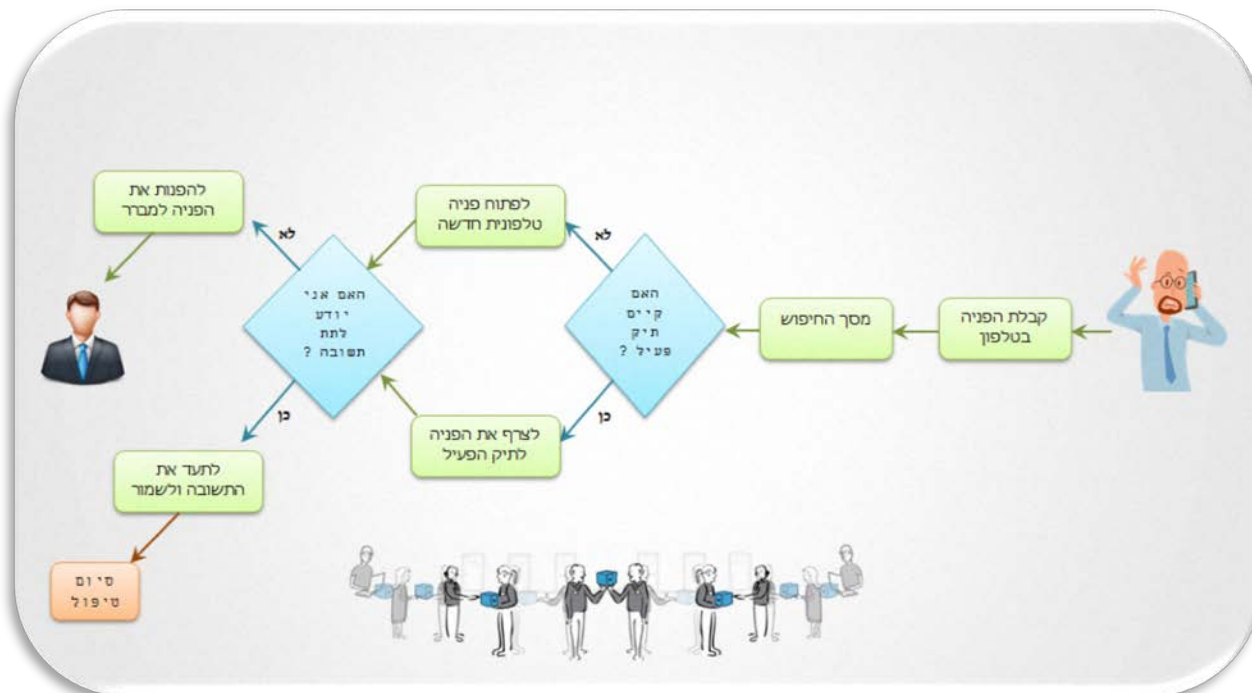 קבלת הפניה
בטלפון
מסך החיפוש
האם
קיים
תיק
פעיל ?
לא
לפתוח פניה
טלפונית חדשה
כן
לצרף את הפניה
לתיק הפעיל
האם אני
יודע
לתת
תשובה ?
לא
להפנות את
הפניה למברר
כן
לתעד את
התשובה ולשמור
סיום
טיפול